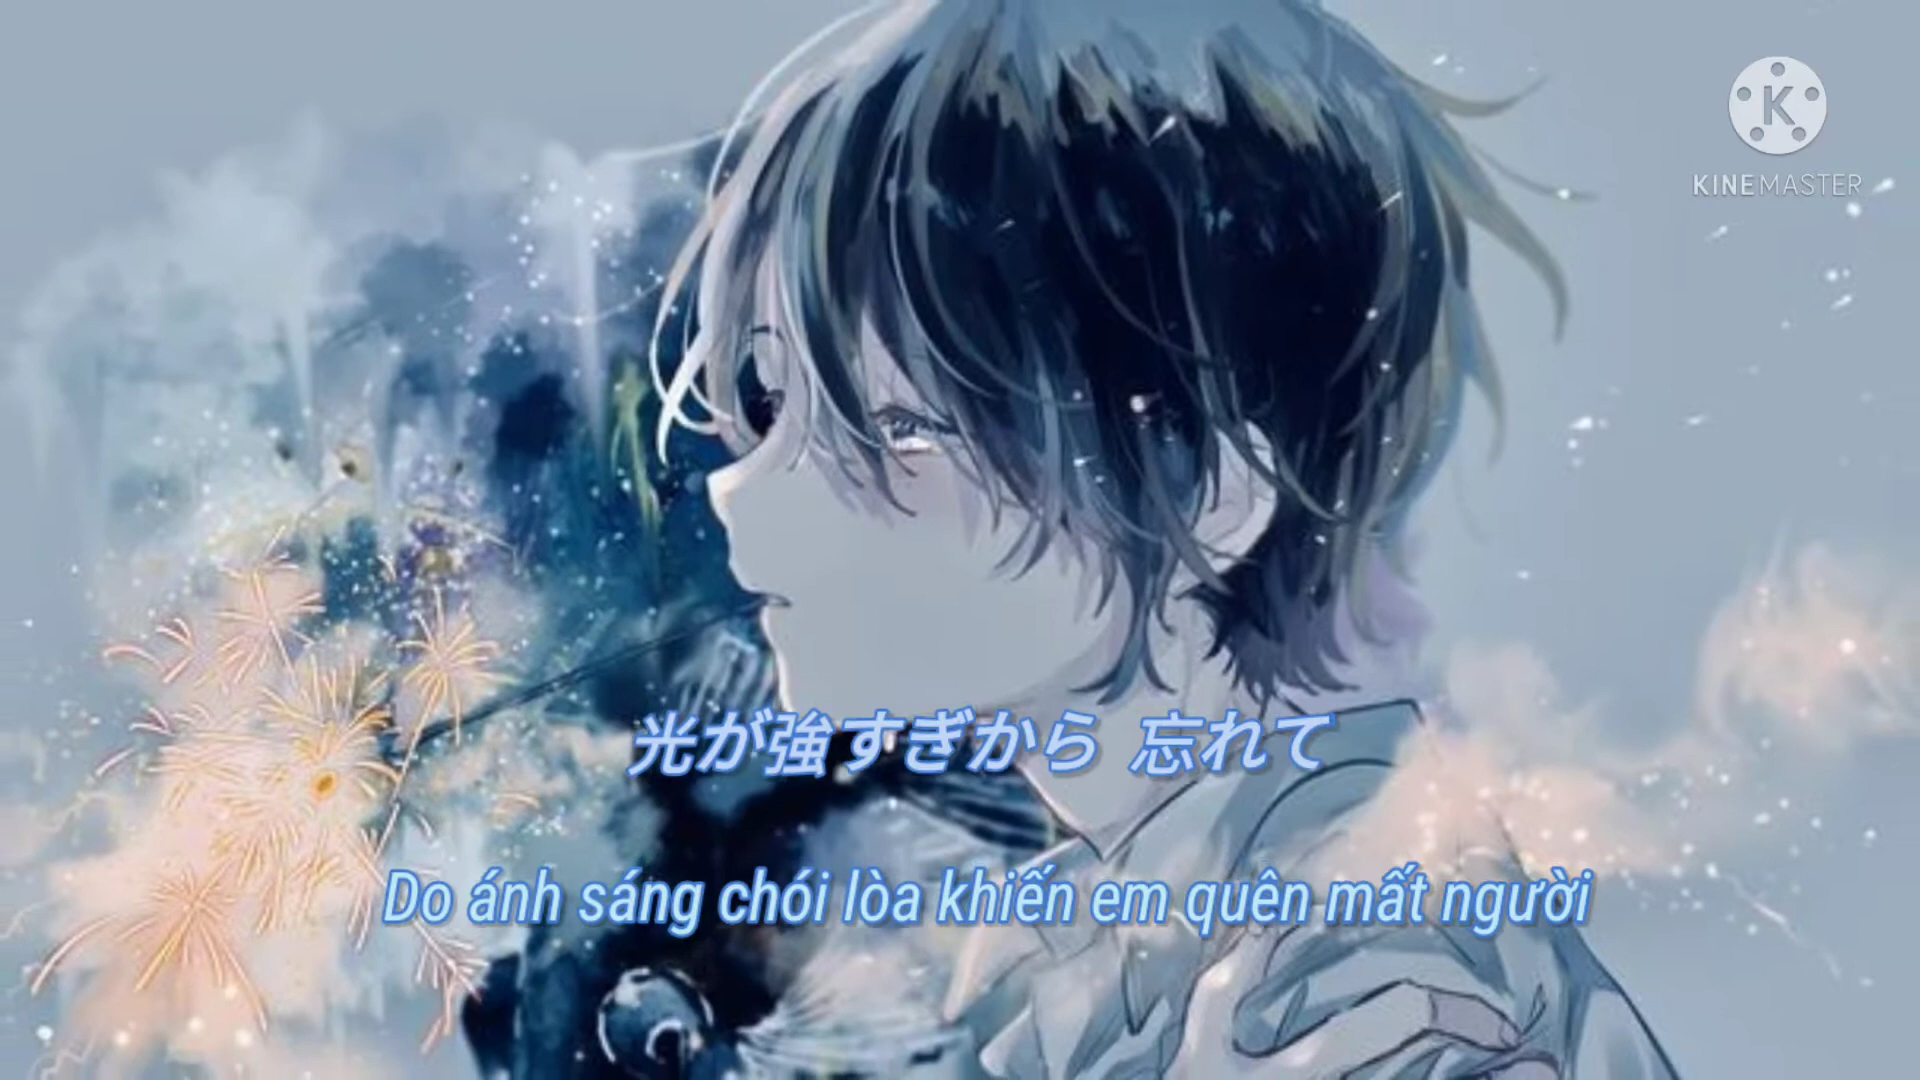 K
KINEMASTER
光が強すぎから 忘れて
Do ánh sáng chói lòa khiến em quên mất người